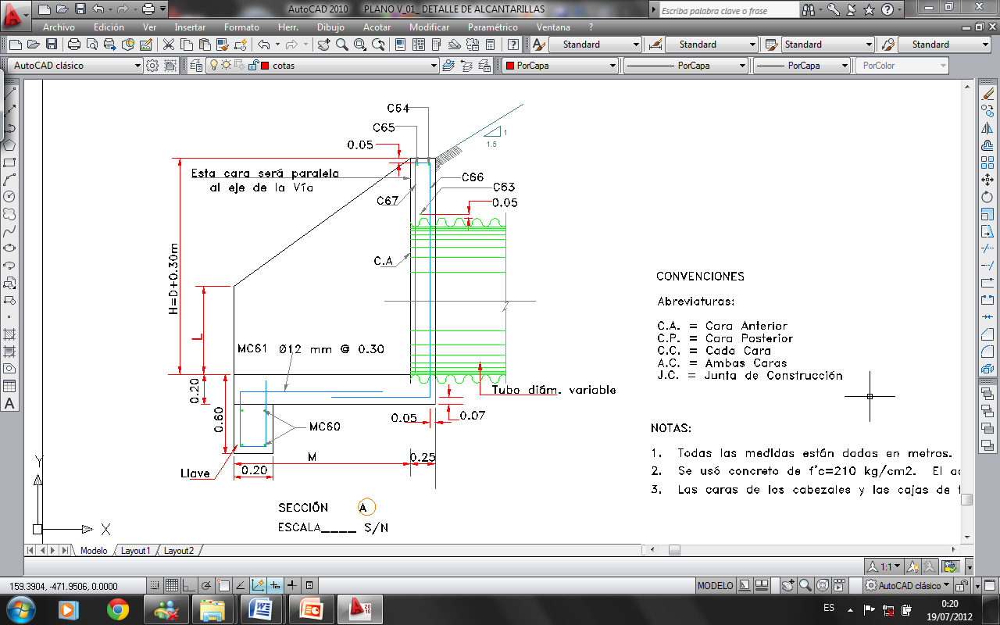 AutoCAD 2010 PLANO V_01_ DETALLE DE ALCANTARILLAS
Escriba palabra clave o frase
Archivo Edición Ver Insertar Formato Herr. Dibujo Acotar Modificar Paramétrico Ventana ?
Standard Standard Standard Standard
AutoCAD clásico cotas PorCapa PorCapa PorCapa PorColor
C64
C65
0.05
1
1.5
Esta cara será paralela
al eje de la Vía
C66
C63
C67
0.05
C.A
H=D+0.30m
L
MC61 Ø12 mm @ 0.30
Tubo diám. variable
0.20
0.60
0.05
0.07
MC60
Llave
0.20
M
0.25
SECCIÓN A
ESCALA____ S/N
CONVENCIONES
Abreviaturas:
C.A. = Cara Anterior
C.P. = Cara Posterior
C.C. = Cada Cara
A.C. = Ambas Caras
J.C. = Junta de Construcción
NOTAS:
1. Todas las medidas están dadas en metros.
2. Se usó concreto de f'c=210 kg/cm2. El
3. Las caras de los cabezales y las cajas de
Y
X
Modelo Layout1 Layout2
1:1
159.3904, -471.9506, 0.0000 MODELO AutoCAD clásico
ES 0:20
19/07/2012